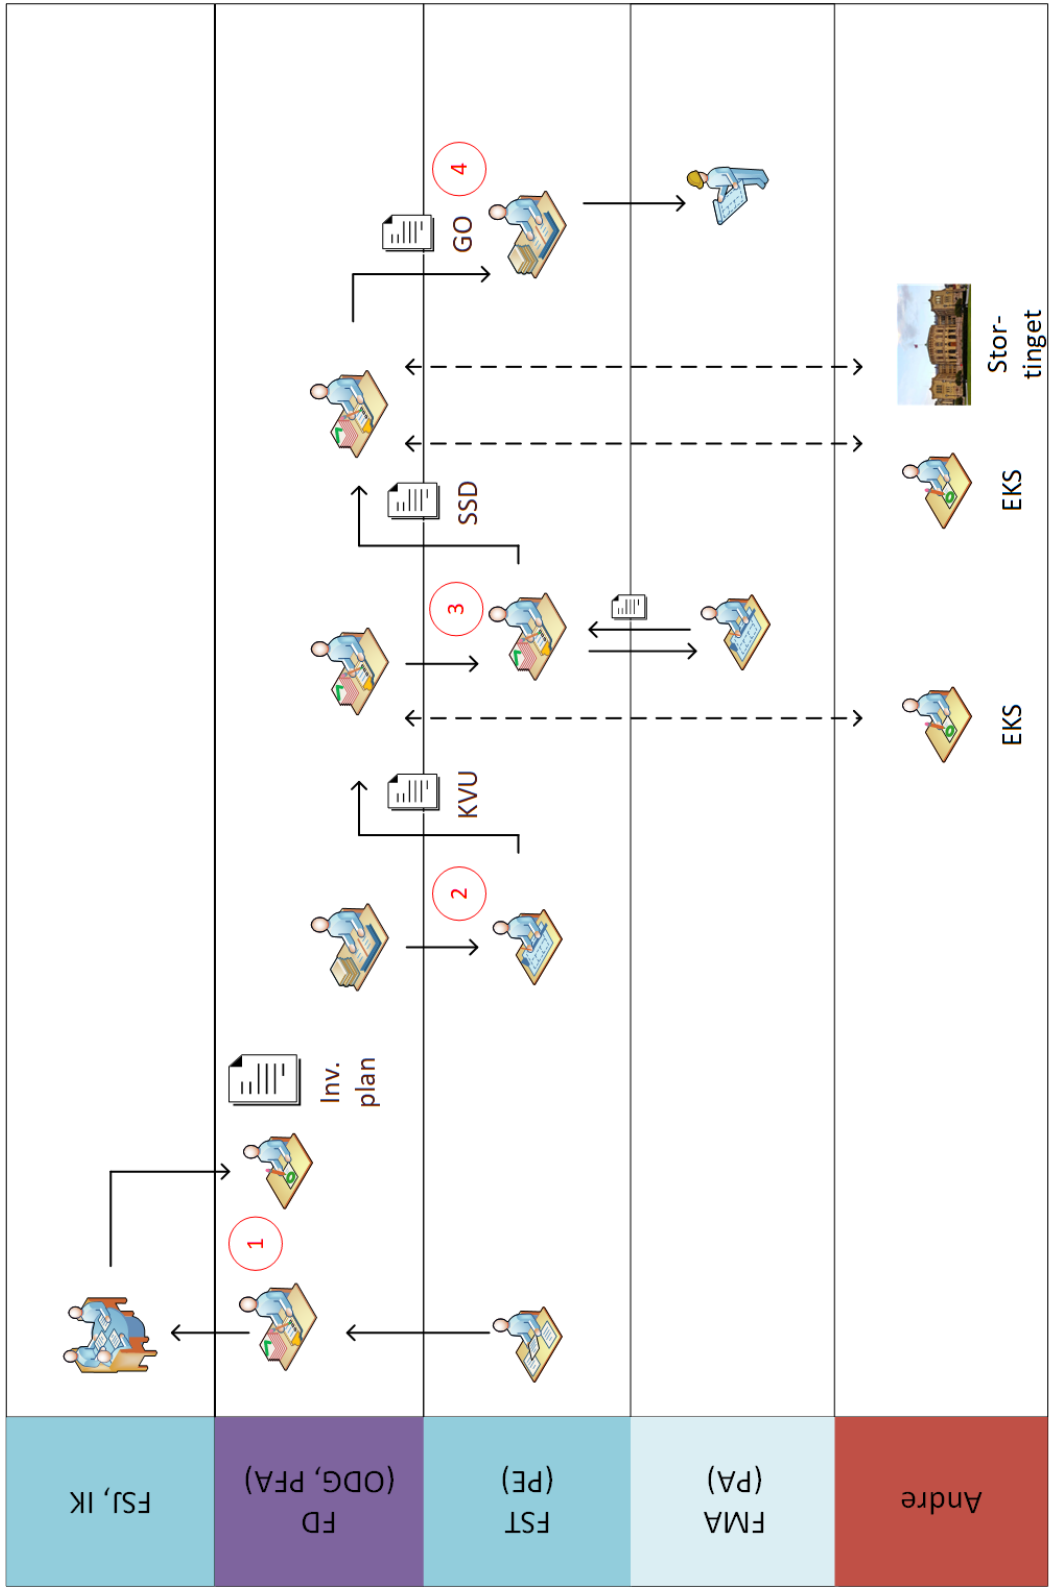 FSJ, IK
FD
(ODG, PFA)
FST
(PE)
FMA
(PA)
Andre
1
Inv.
plan
2
KVU
EKS
3
SSD
EKS
Stor-
tinget
GO
4